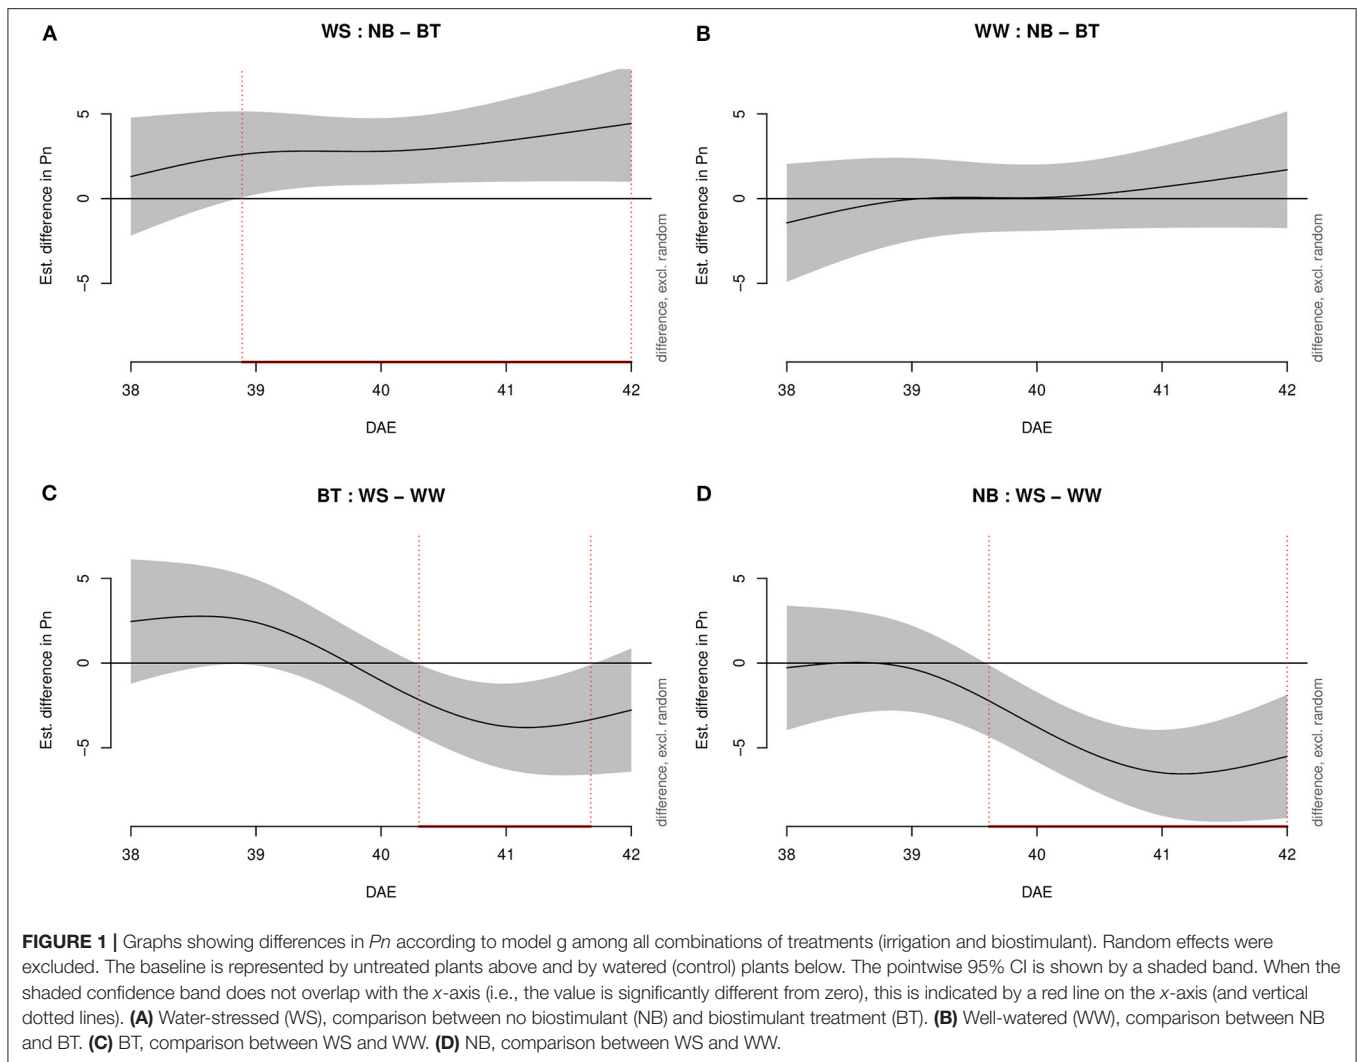 A
WS : NB – BT
5
0
–5
Est. difference in Pn
difference, excl. random
38 39 40 41 42
DAE
B
WW : NB – BT
5
0
–5
Est. difference in Pn
difference, excl. random
38 39 40 41 42
DAE
C
BT : WS – WW
5
0
–5
Est. difference in Pn
difference, excl. random
38 39 40 41 42
DAE
D
NB : WS – WW
5
0
–5
Est. difference in Pn
difference, excl. random
38 39 40 41 42
DAE
FIGURE 1 | Graphs showing differences in Pn according to model g among all combinations of treatments (irrigation and biostimulant). Random effects were
excluded. The baseline is represented by untreated plants above and by watered (control) plants below. The pointwise 95% CI is shown by a shaded band. When the
shaded confidence band does not overlap with the x-axis (i.e., the value is significantly different from zero), this is indicated by a red line on the x-axis (and vertical
dotted lines). (A) Water-stressed (WS), comparison between no biostimulant (NB) and biostimulant treatment (BT). (B) Well-watered (WW), comparison between NB
and BT. (C) BT, comparison between WS and WW. (D) NB, comparison between WS and WW.